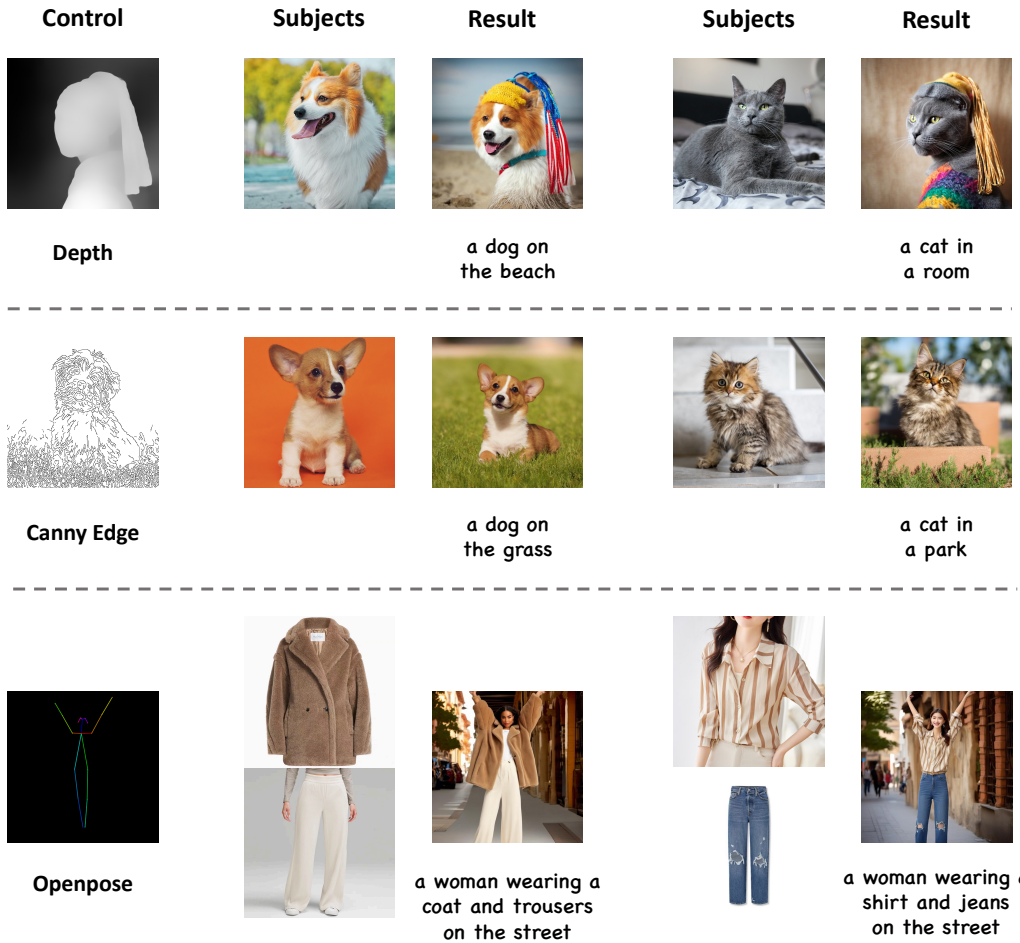 Control
Subjects
Result
Subjects
Result
Depth
a dog on
the beach
a cat in
a room
Canny Edge
a dog on
the grass
a cat in
a park
Openpose
a woman wearing a
coat and trousers
on the street
a woman wearing
shirt and jeans
on the street